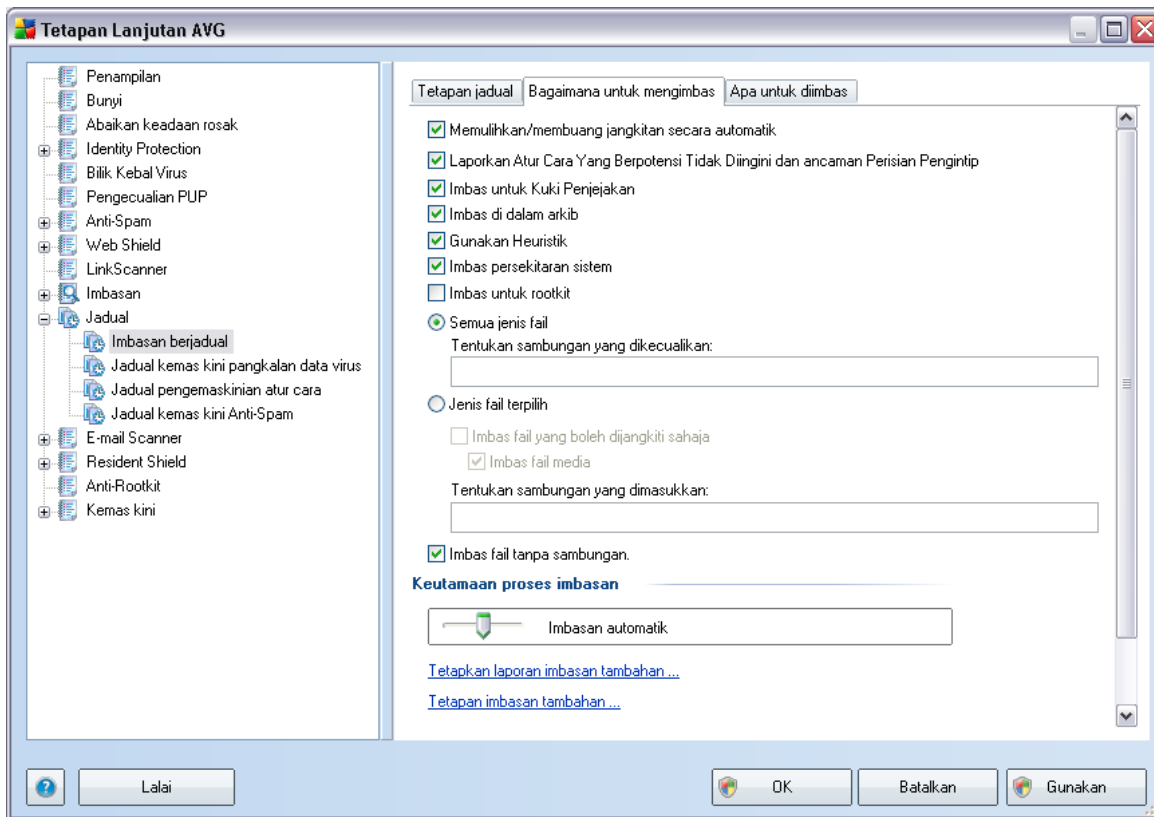 Tetapan Lanjutan AVG
Penampilan
Bunyi
Abaikan keadaan rosak
Identity Protection
Bilik Kebal Virus
Pengecualian PUP
Anti-Spam
Web Shield
LinkScanner
Imbasan
Jadual
Imbasan berjadual
Jadual kemas kini pangkalan data virus
Jadual pengemaskinian atur cara
Jadual kemas kini Anti-Spam
E-mail Scanner
Resident Shield
Anti-Rootkit
Kemas kini
Tetapan jadual
Bagaimana untuk mengimbas
Apa untuk diimbas
Memulihkan/membuang jangkitan secara automatik
Laporkan Atur Cara Yang Berpotensi Tidak Diingini dan ancaman Perisian Pengintip
Imbas untuk Kuki Penjejakan
Imbas di dalam arkib
Gunakan Heuristik
Imbas persekitaran sistem
Imbas untuk rootkit
Semua jenis fail
Tentukan sambungan yang dikecualikan:
Jenis fail terpilih
Imbas fail yang boleh dijangkiti sahaja
Imbas fail media
Tentukan sambungan yang dimasukkan:
Imbas fail tanpa sambungan.
Keutamaan proses imbasan
Imbasan automatik
Tetapkan laporan imbasan tambahan ...
Tetapan imbasan tambahan ...
Lalai
OK
Batalkan
Gunakan